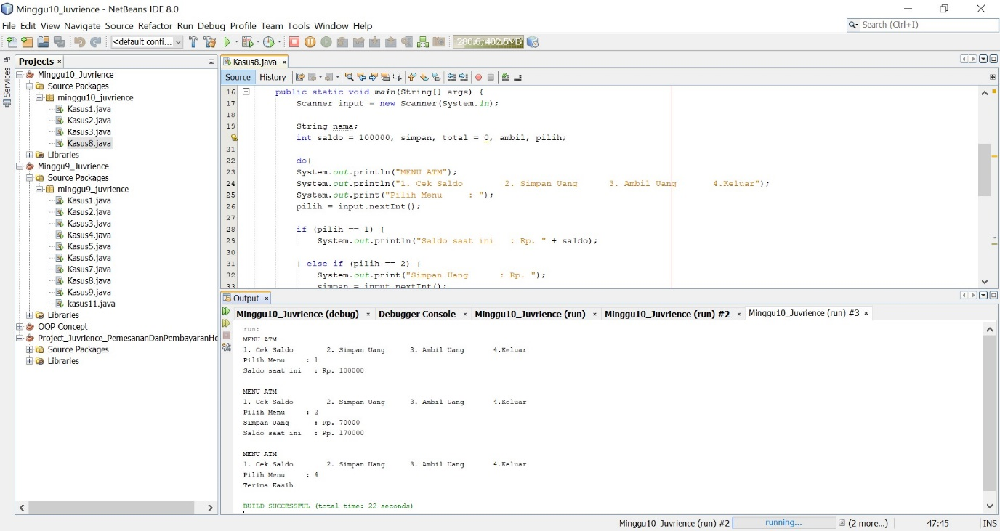 Minggu10_Juvrience - NetBeans IDE 8.0
File Edit View Navigate Source Refactor Run Debug Profile Team Tools Window Help
Search (Ctrl+I)
<default confi...
280.6/402.5MB
Services
Projects
Minggu10_Juvrience
Source Packages
minggu10_juvrience
Kasus1.java
Kasus2.java
Kasus3.java
Kasus8.java
Libraries
Minggu9_Juvrience
Source Packages
minggu9_juvrience
Kasus1.java
Kasus2.java
Kasus3.java
Kasus4.java
Kasus5.java
Kasus6.java
Kasus7.java
Kasus8.java
Kasus9.java
kasus11.java
Libraries
OOP Concept
Project_Juvrience_PemesananDanPembayaranHo
Source Packages
Libraries
Kasus8.java
Source History
16 public static void main(String[] args) {
17 Scanner input = new Scanner(System.in);
18
19 String nama;
int saldo = 100000, simpan, total = 0, ambil, pilih;
21
22 do{
23 System.out.println("MENU ATM");
24 System.out.println("1. Cek Saldo 2. Simpan Uang 3. Ambil Uang 4.Keluar");
25 System.out.print("Pilih Menu : ");
26 pilih = input.nextInt();
27
28 if (pilih == 1) {
29 System.out.println("Saldo saat ini : Rp. " + saldo);
30
31 } else if (pilih == 2) {
32 System.out.print("Simpan Uang : Rp. ");
33 simpan = input.nextInt();
Output
Minggu10_Juvrience (debug) Debugger Console Minggu10_Juvrience (run) Minggu10_Juvrience (run) #2 Minggu10_Juvrience (run) #3
run:
MENU ATM
1. Cek Saldo 2. Simpan Uang 3. Ambil Uang 4.Keluar
Pilih Menu : 1
Saldo saat ini : Rp. 100000
MENU ATM
1. Cek Saldo 2. Simpan Uang 3. Ambil Uang 4.Keluar
Pilih Menu : 2
Simpan Uang : Rp. 70000
Saldo saat ini : Rp. 170000
MENU ATM
1. Cek Saldo 2. Simpan Uang 3. Ambil Uang 4.Keluar
Pilih Menu : 4
Terima Kasih
BUILD SUCCESSFUL (total time: 22 seconds)
Minggu10_Juvrience (run) #2 running... (2 more...) 47:45 INS